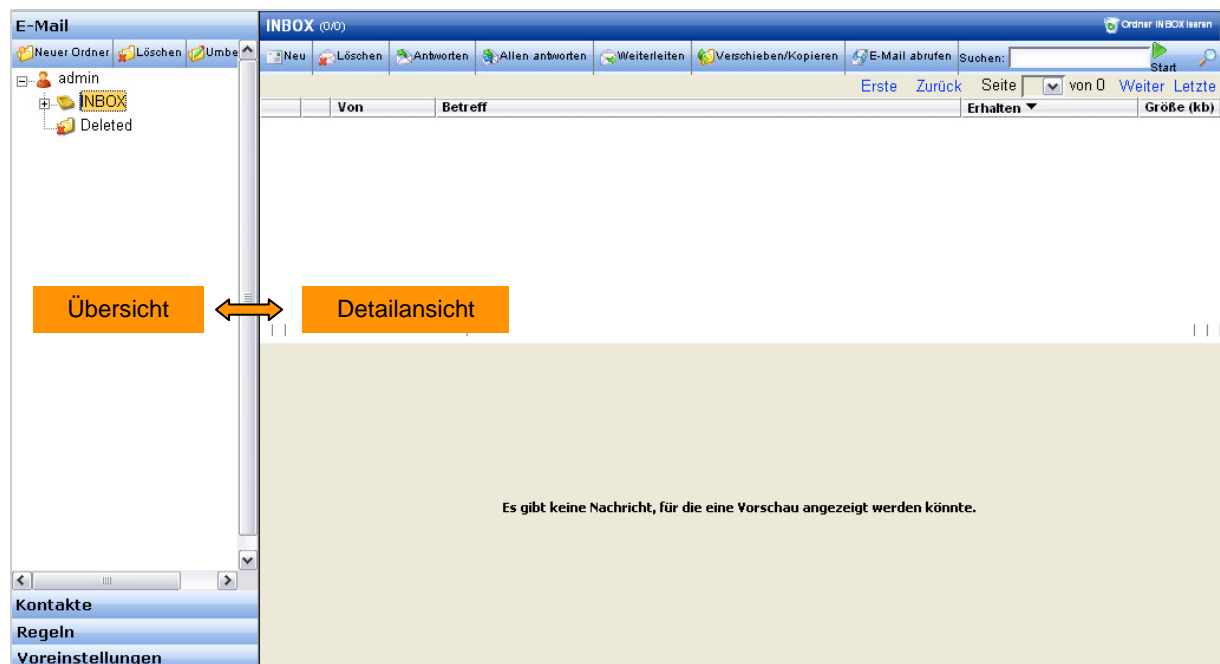 E-Mail
Neuer Ordner Löschen Umbe
admin
INBOX
Deleted
INBOX (0/0) Ordner INBOX leeren
Neu Löschen Antworten Allen antworten Weiterleiten Verschieben/Kopieren E-Mail abrufen Suchen: Start
Erste Zurück Seite von 0 Weiter Letzte
Von Betreff Erhalten Größe (kb)
Übersicht Detailansicht
Es gibt keine Nachricht, für die eine Vorschau angezeigt werden könnte.
Kontakte
Regeln
Voreinstellungen